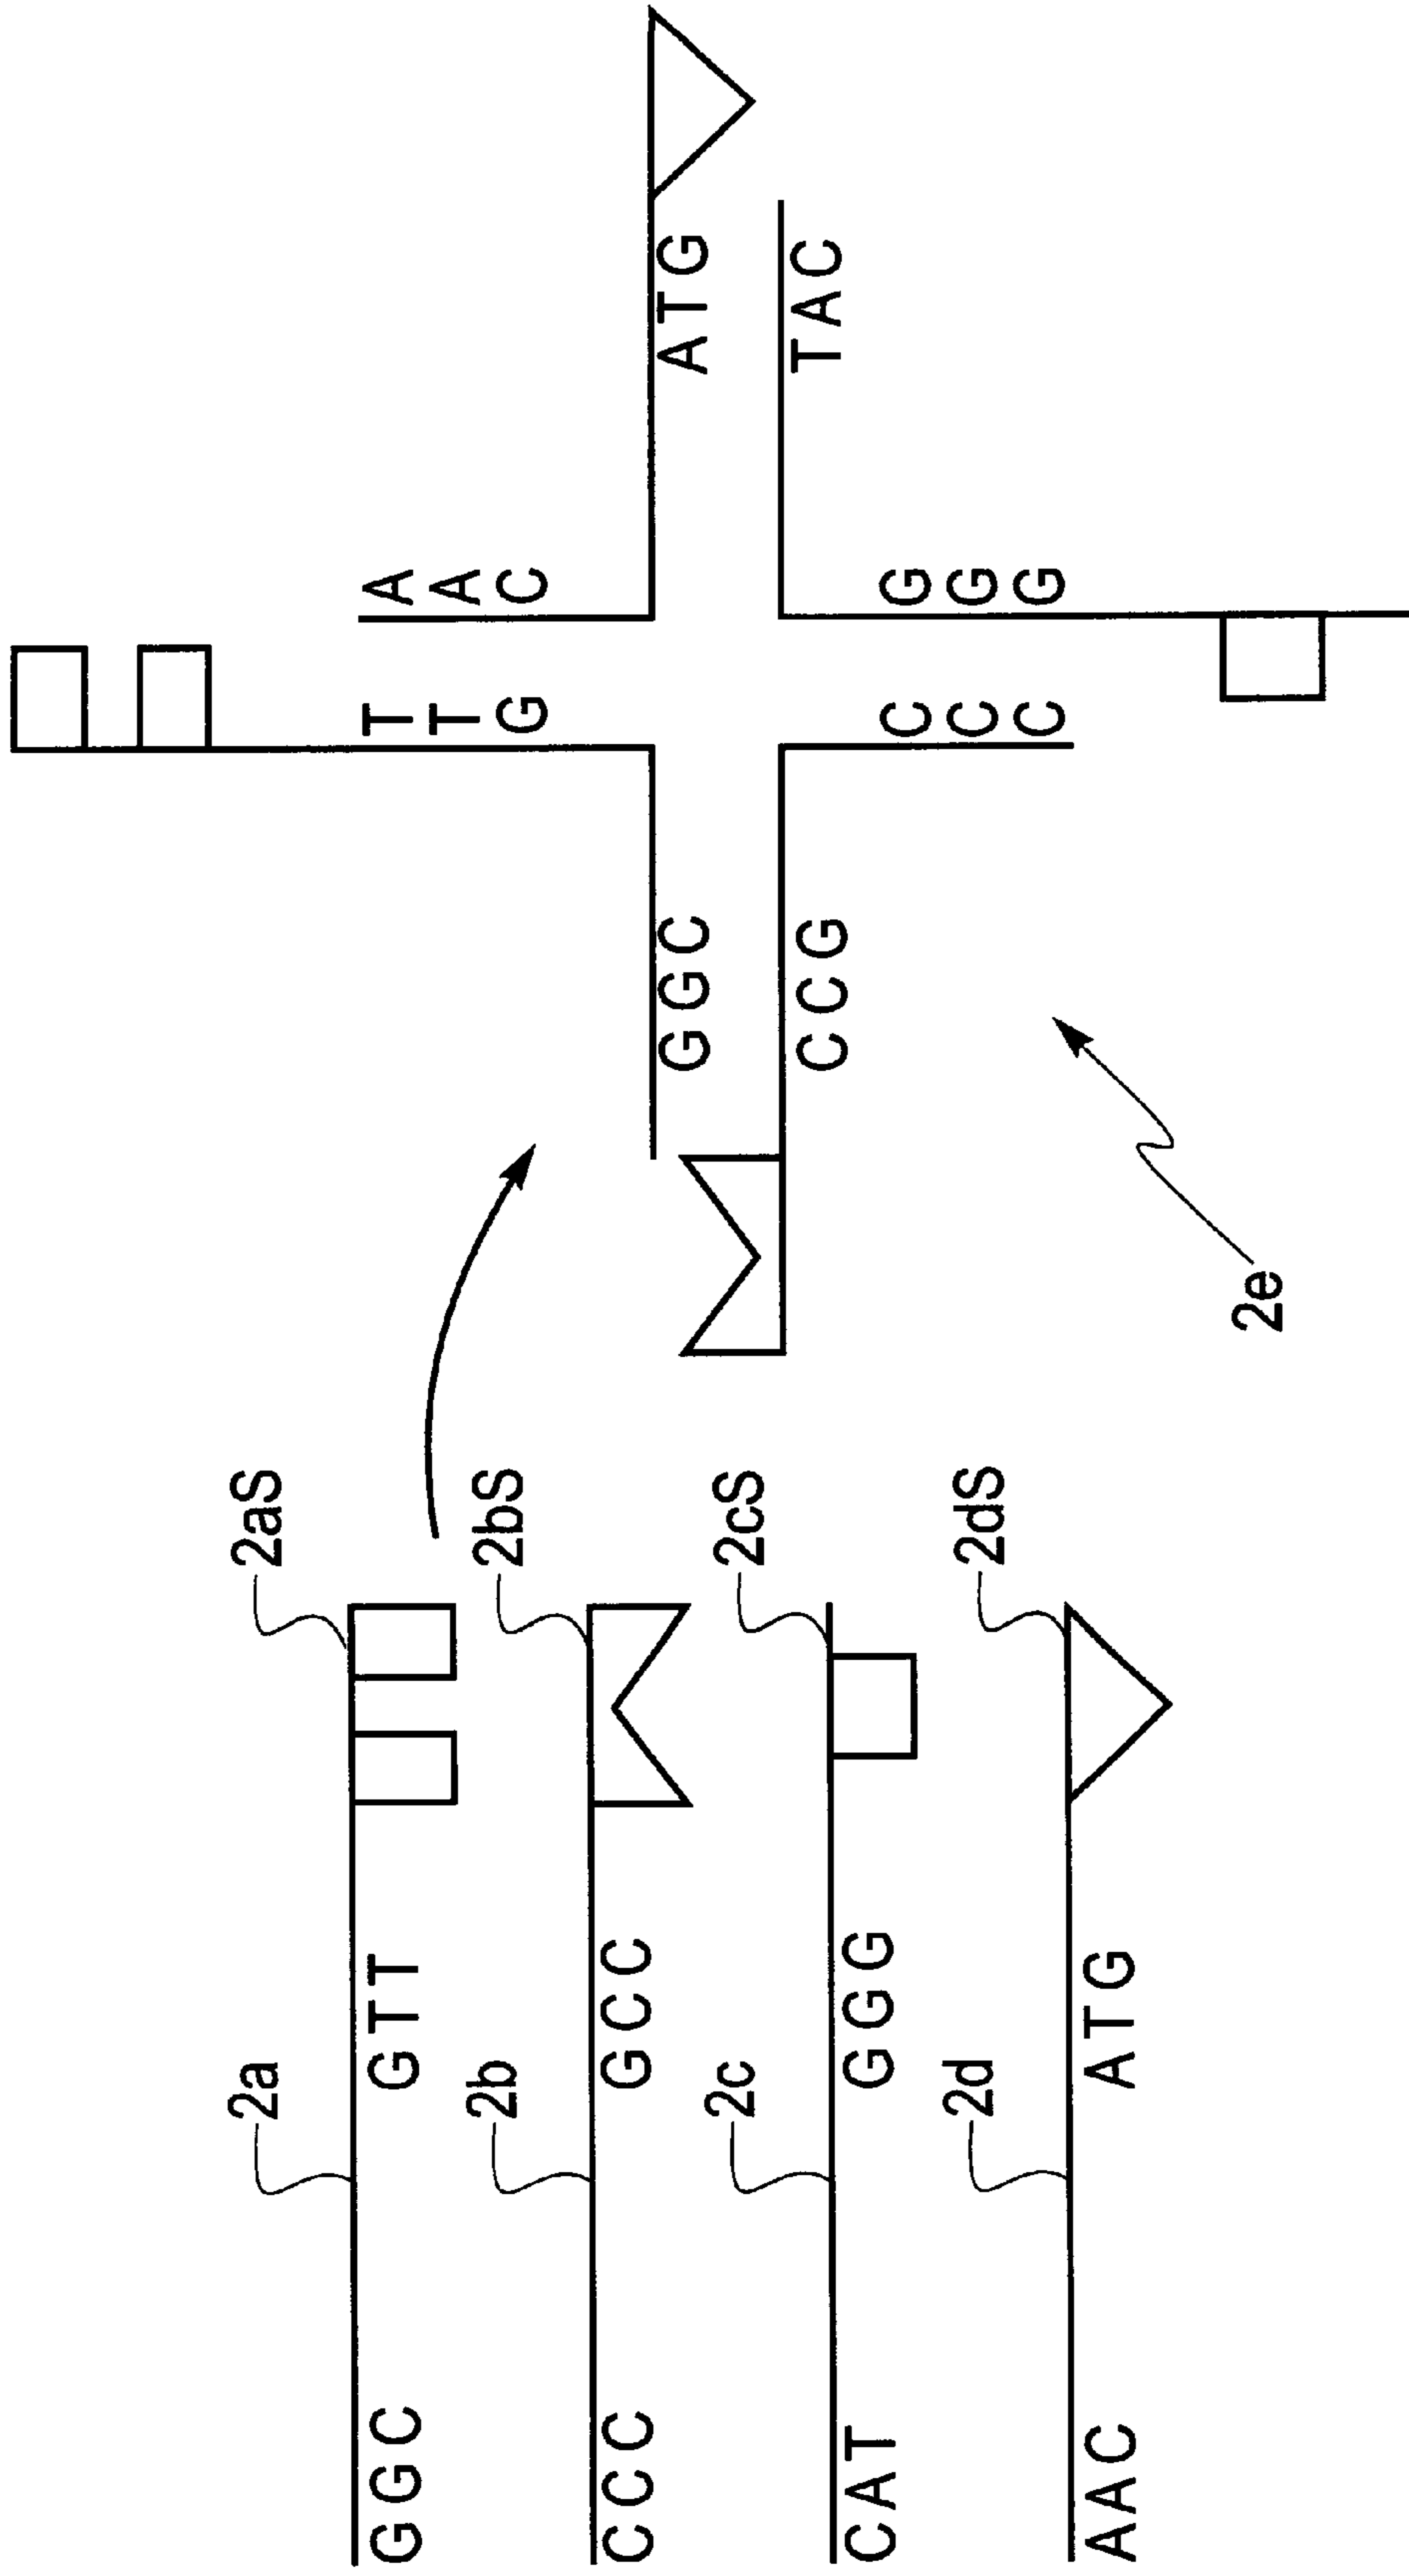 2a 2aS
GGC GTT
2b 2bS
CCC GCC
2c 2cS
CAT GGG
2d 2dS
AAC ATG
T A
T A
G C
GGC ATG
CCG TAC
C G
C G
C G
2e